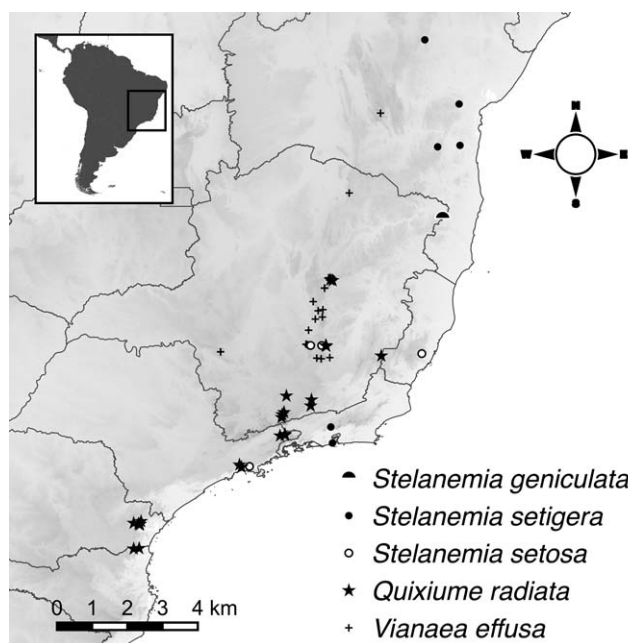 N
W
E
S
Stelanemia geniculata
Stelanemia setigera
Stelanemia setosa
Quixiume radiata
Vianaea effusa
0 1 2 3 4 km